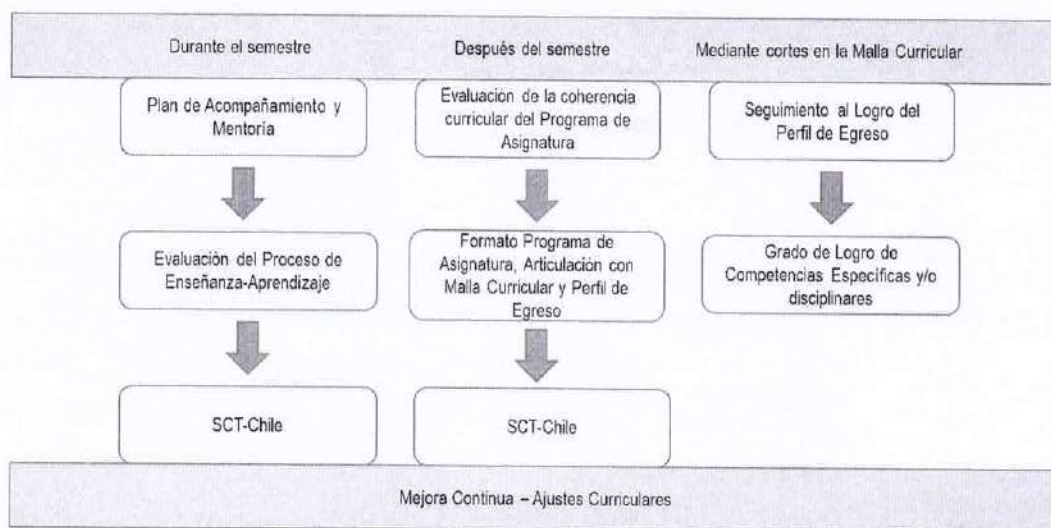 Durante el semestre
Después del semestre
Mediante cortes en la Malla Curricular
Plan de Acompañamiento y
Mentoría
Evaluación de la coherencia
curricular del Programa de
Asignatura
Seguimiento al Logro del
Perfil de Egreso
Evaluación del Proceso de
Enseñanza-Aprendizaje
Formato Programa de
Asignatura, Articulación con
Malla Curricular y Perfil de
Egreso
Grado de Logro de
Competencias Específicas y/o
disciplinares
SCT-Chile
SCT-Chile
Mejora Continua – Ajustes Curriculares